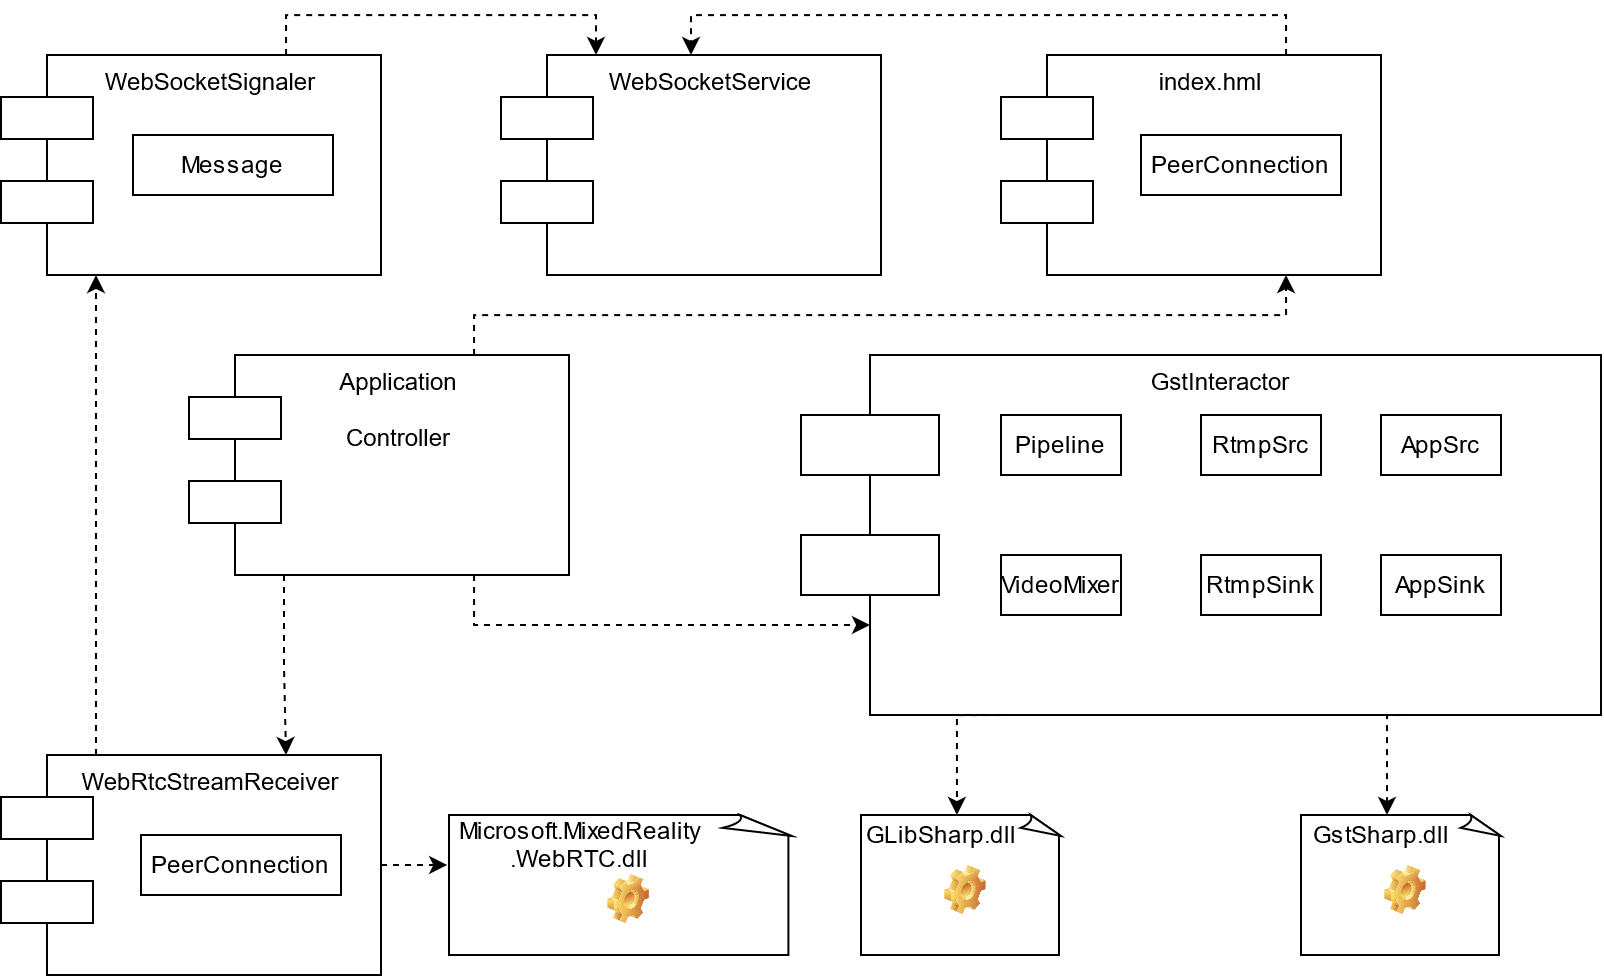 WebSocketSignaler
Message
WebSocketService
index.hml
PeerConnection
Application
Controller
GstInteractor
Pipeline
RtmpSrc
AppSrc
VideoMixer
RtmpSink
AppSink
WebRtcStreamReceiver
PeerConnection
Microsoft.MixedReality
.WebRTC.dll
GLibSharp.dll
GstSharp.dll